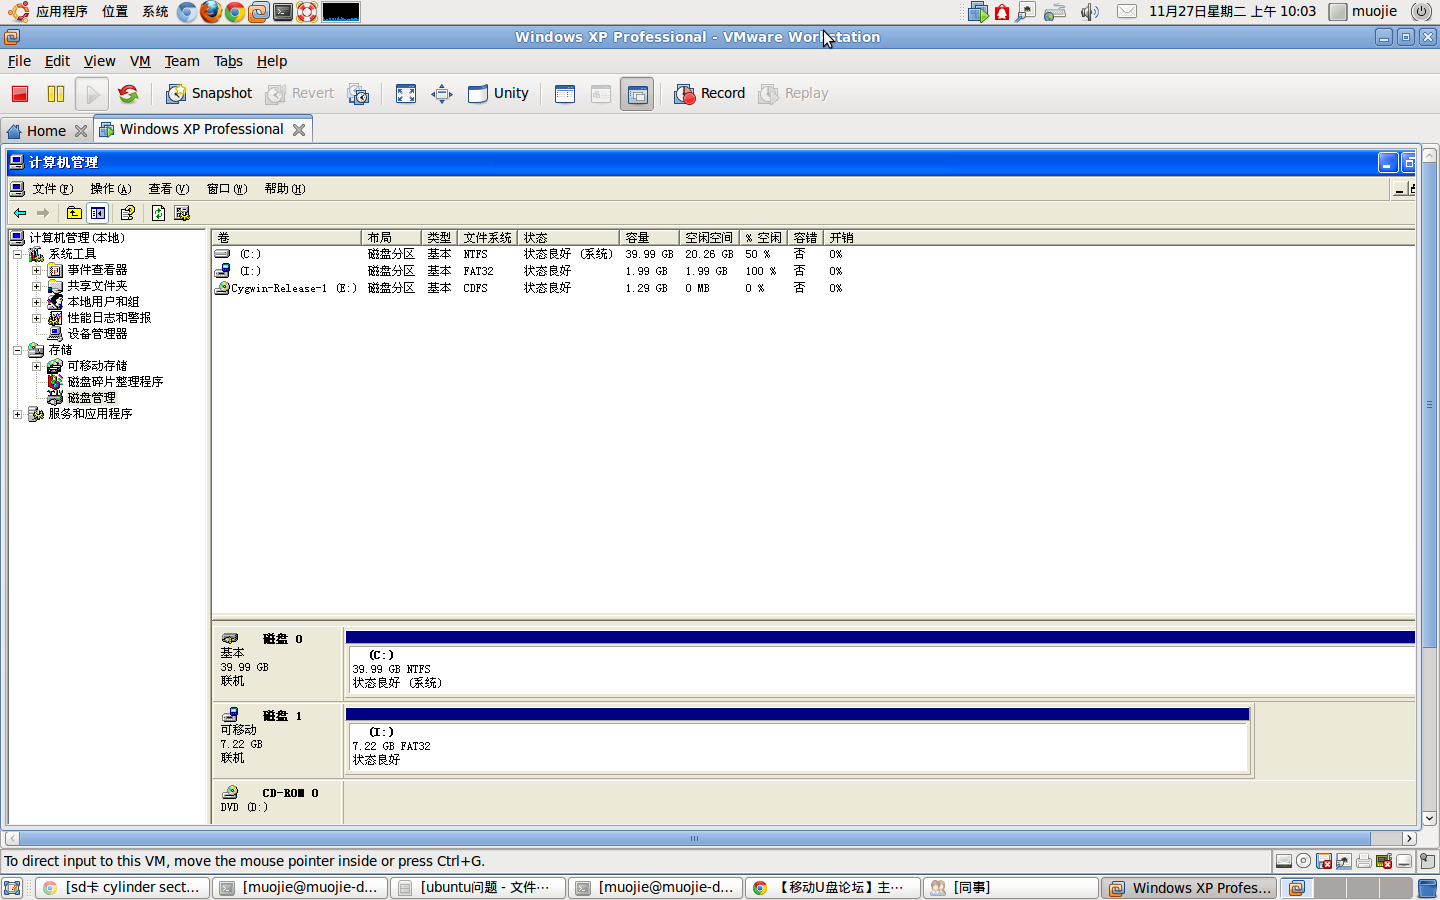 应用程序 位置 系统 11月27日星期二 上午 10:03 muojie
Windows XP Professional - VMware Workstation
File Edit View VM Team Tabs Help
Snapshot Revert Unity Record Replay
Home Windows XP Professional
计算机管理
文件(F) 操作(A) 查看(V) 窗口(W) 帮助(H)
计算机管理(本地)
系统工具
事件查看器
共享文件夹
本地用户和组
性能日志和警报
设备管理器
存储
可移动存储
磁盘碎片整理程序
磁盘管理
服务和应用程序
卷 布局 类型 文件系统 状态 容量 空闲空间 % 空闲 容错 开销
(C:) 磁盘分区 基本 NTFS 状态良好 (系统) 39.99 GB 20.26 GB 50 % 否 0%
(I:) 磁盘分区 基本 FAT32 状态良好 1.99 GB 1.99 GB 100 % 否 0%
Cygwin-Release-1 (E:) 磁盘分区 基本 CDFS 状态良好 1.29 GB 0 MB 0 % 否 0%
磁盘 0
基本
39.99 GB
联机
(C:)
39.99 GB NTFS
状态良好 (系统)
磁盘 1
可移动
7.22 GB
联机
(I:)
7.22 GB FAT32
状态良好
CD-ROM 0
DVD (D:)
To direct input to this VM, move the mouse pointer inside or press Ctrl+G.
[sd卡 cylinder sect... [muojie@muojie-d... [ubuntu问题 - 文件... [muojie@muojie-d... 【移动U盘论坛】主... [同事] Windows XP Profes...